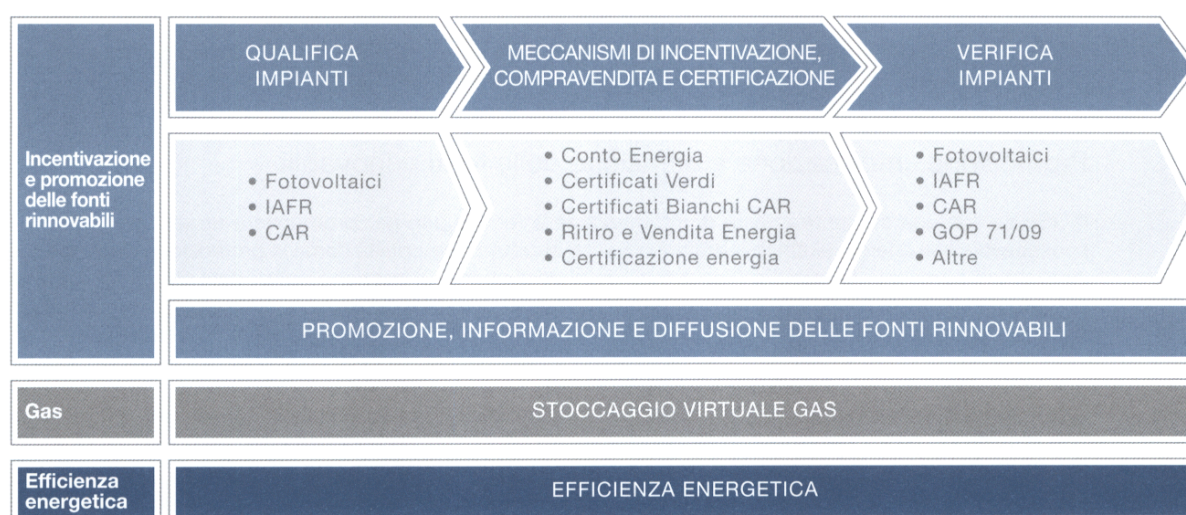 Incentivazione
e promozione
delle fonti
rinnovabili
QUALIFICA
IMPIANTI
MECCANISMI DI INCENTIVAZIONE,
COMPRAVENDITA E CERTIFICAZIONE
VERIFICA
IMPIANTI
• Fotovoltaici
• IAFR
• CAR
• Conto Energia
• Certificati Verdi
• Certificati Bianchi CAR
• Ritiro e Vendita Energia
• Certificazione energia
• Fotovoltaici
• IAFR
• CAR
• GOP 71/09
• Altre
PROMOZIONE, INFORMAZIONE E DIFFUSIONE DELLE FONTI RINNOVABILI
Gas
STOCCAGGIO VIRTUALE GAS
Efficienza
energetica
EFFICIENZA ENERGETICA